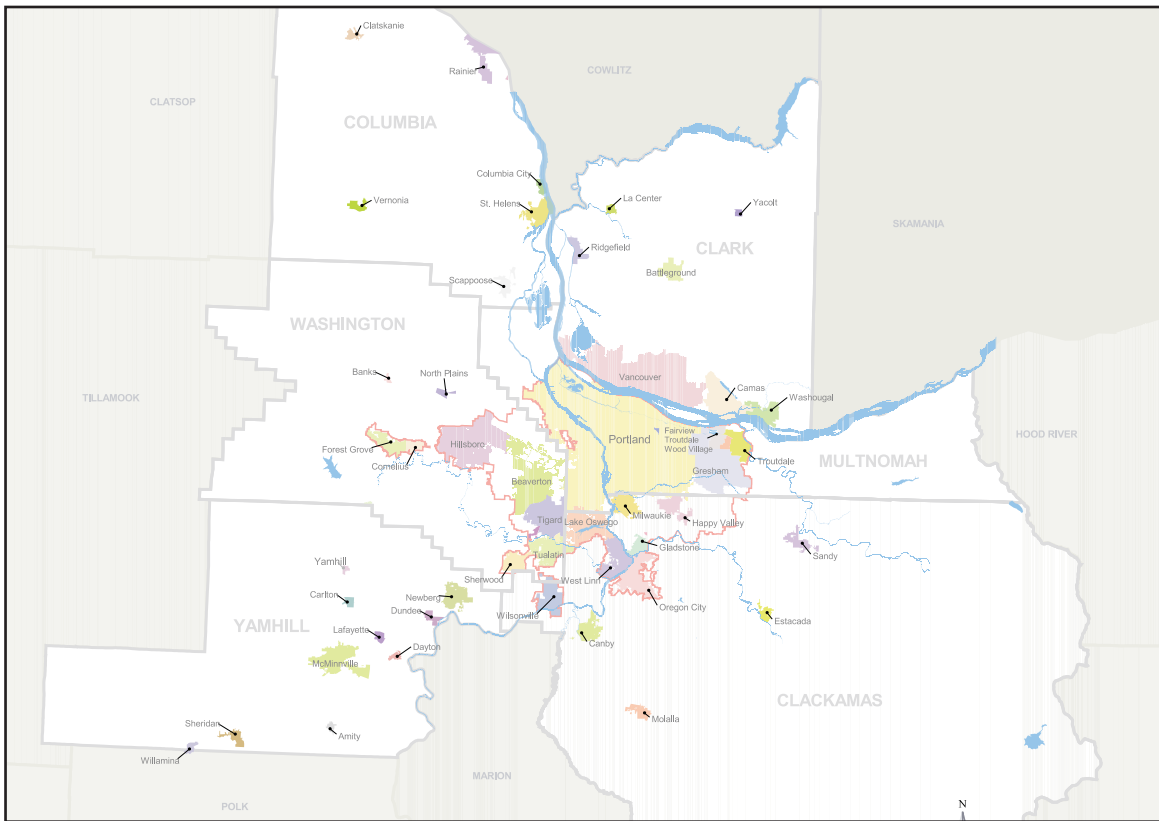 Clatskanie
Rainier
COWLITZ
CLATSOP
COLUMBIA
Columbia City
St. Helens
La Center
Yacolt
Vernonia
SKAMANIA
Ridgefield
CLARK
Battleground
Scappoose
WASHINGTON
Banks
North Plains
Vancouver
Camas
Washougal
TILLAMOOK
HOOD RIVER
Forest Grove
Cornelius
Hillsboro
Portland
Fairview
Troutdale
Wood Village
Troutdale
MULTNOMAH
Gresham
Beaverton
Tigard
Lake Oswego
Milwaukie
Happy Valley
Gladstone
Sandy
Tualatin
Sherwood
West Linn
Yamhill
Carlton
Newberg
Dundee
Wilsonville
Oregon City
Estacada
YAMHILL
Lafayette
Dayton
McMinnville
Canby
CLACKAMAS
Molalla
Sheridan
Amity
Willamina
MARION
POLK
N